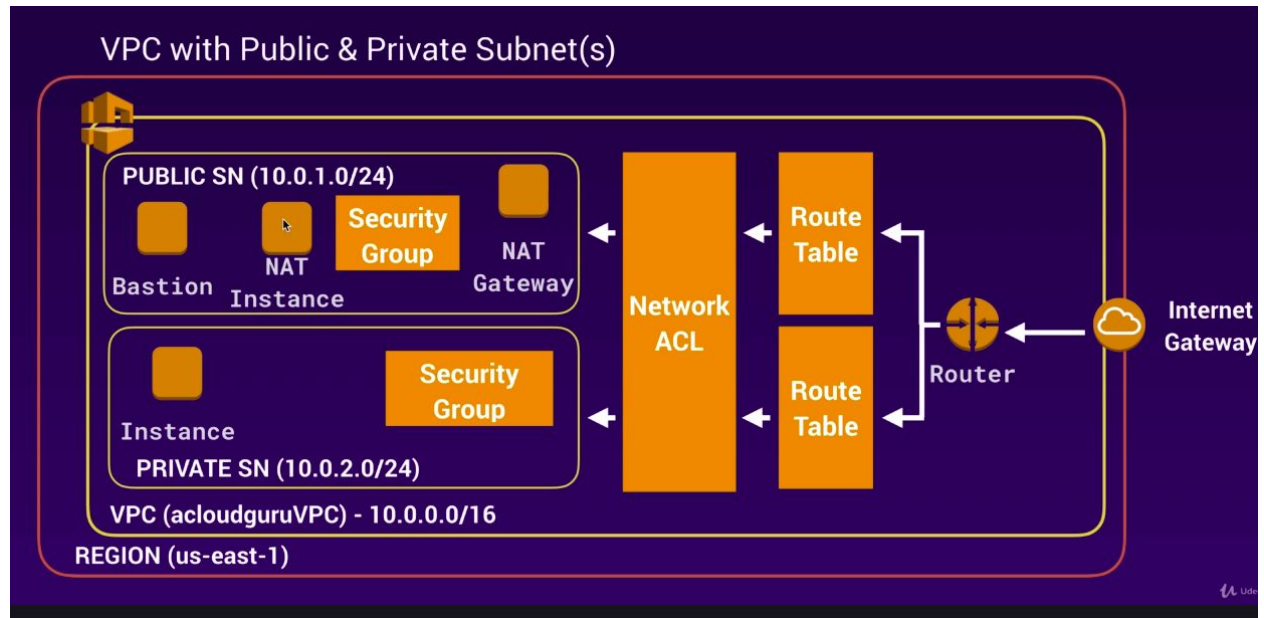 VPC with Public & Private Subnet(s)
PUBLIC SN (10.0.1.0/24)
Bastion
NAT
Instance
Security
Group
NAT
Gateway
Instance
Security
Group
PRIVATE SN (10.0.2.0/24)
VPC (acloudguruVPC) - 10.0.0.0/16
REGION (us-east-1)
Network
ACL
Route
Table
Route
Table
Router
Internet
Gateway